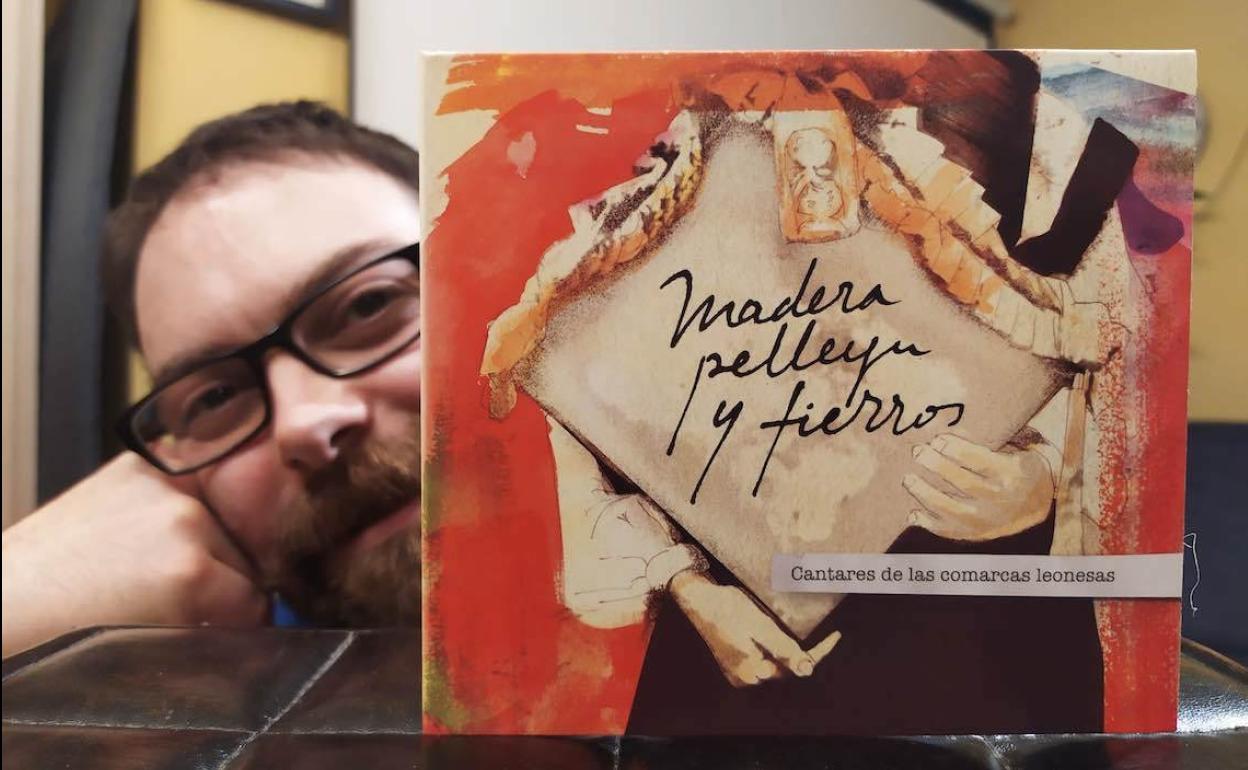 Madera
pelleyu
y fierros
Cantares de las comarcas leonesas